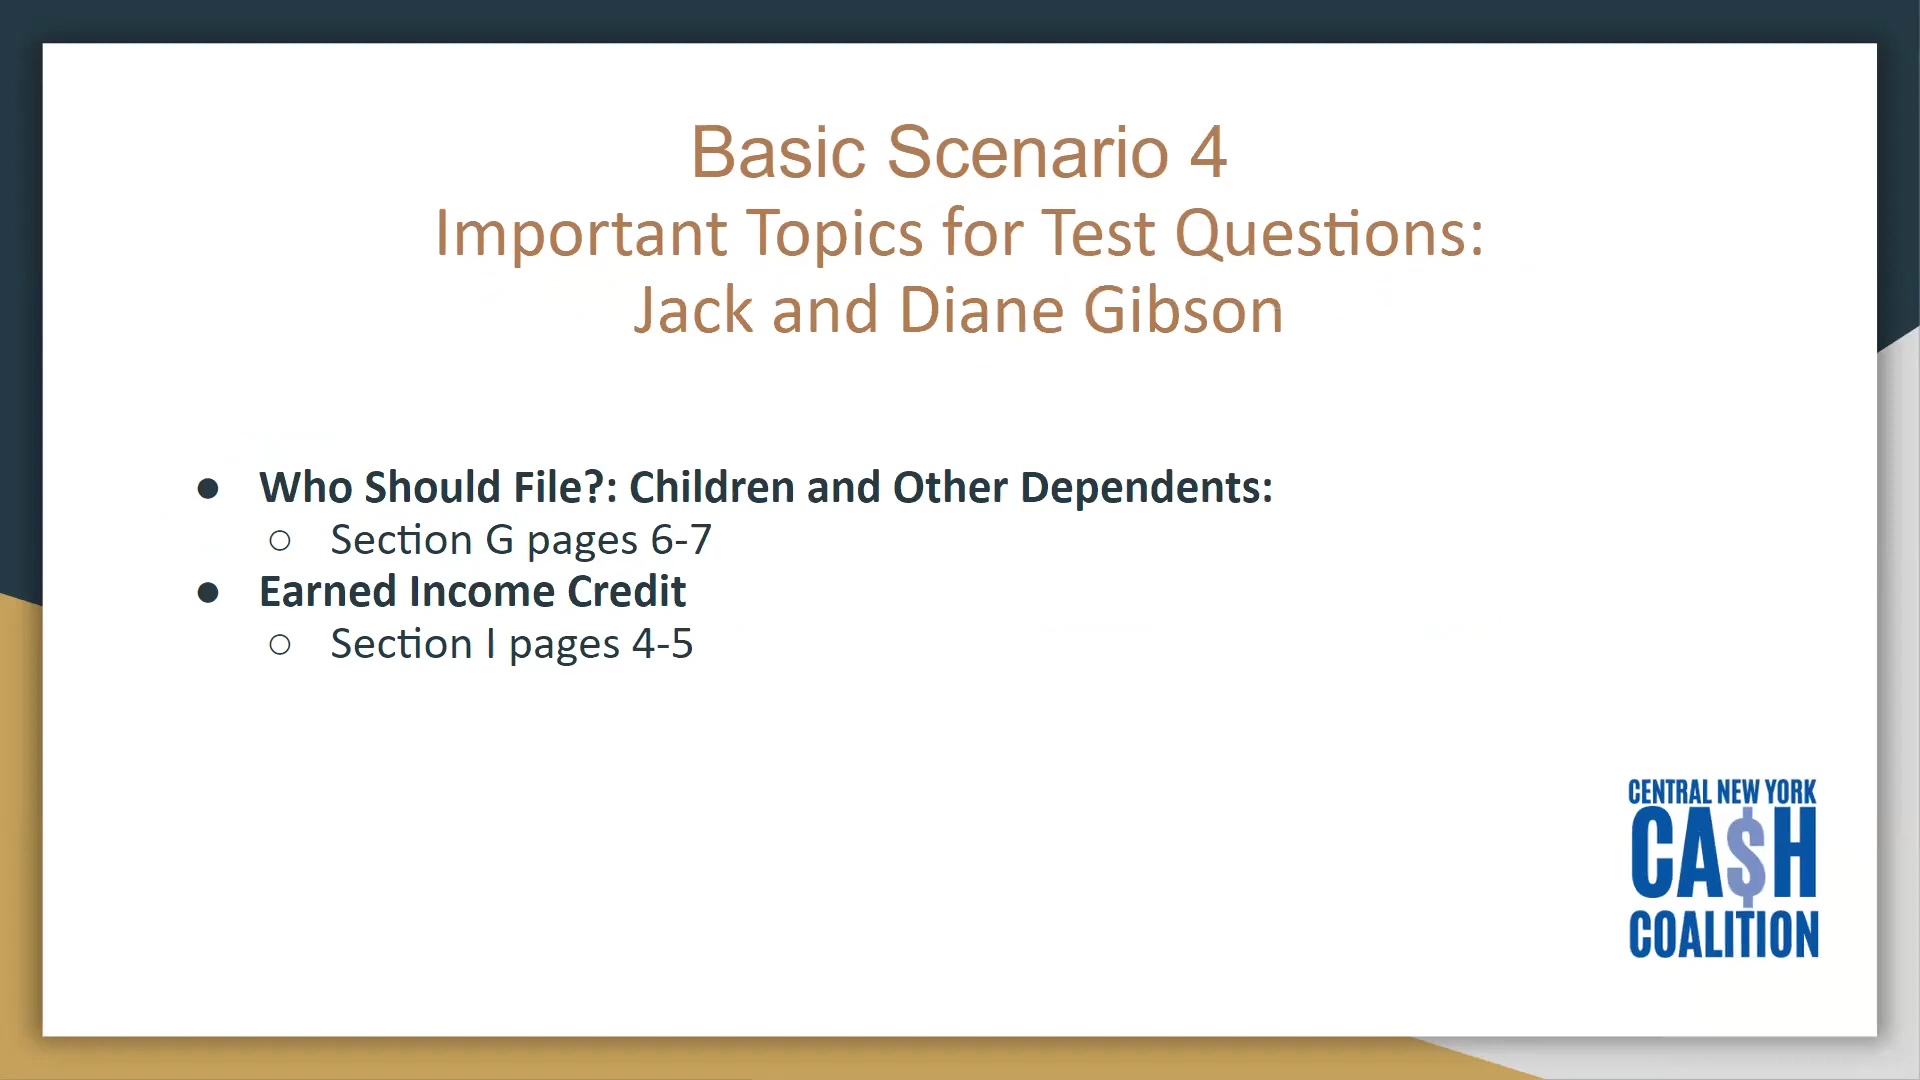 Basic Scenario 4
Important Topics for Test Questions:
Jack and Diane Gibson
● Who Should File?: Children and Other Dependents:
○ Section G pages 6-7
● Earned Income Credit
○ Section I pages 4-5
CENTRAL NEW YORK
CA$H
COALITION